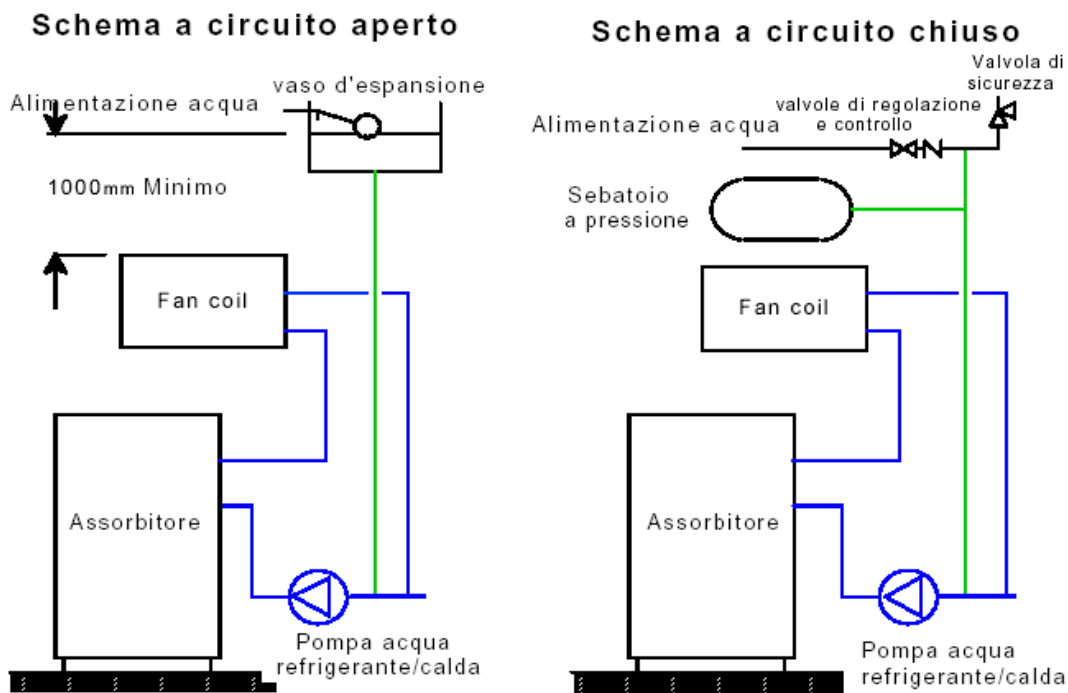 Schema a circuito aperto
vaso d'espansione
Alimentazione acqua
1000mm Minimo
Fan coil
Assorbitore
Pompa acqua
refrigerante/calda
Schema a circuito chiuso
Valvola di
sicurezza
valvole di regolazione
e controllo
Alimentazione acqua
Sebatoio
a pressione
Fan coil
Assorbitore
Pompa acqua
refrigerante/calda